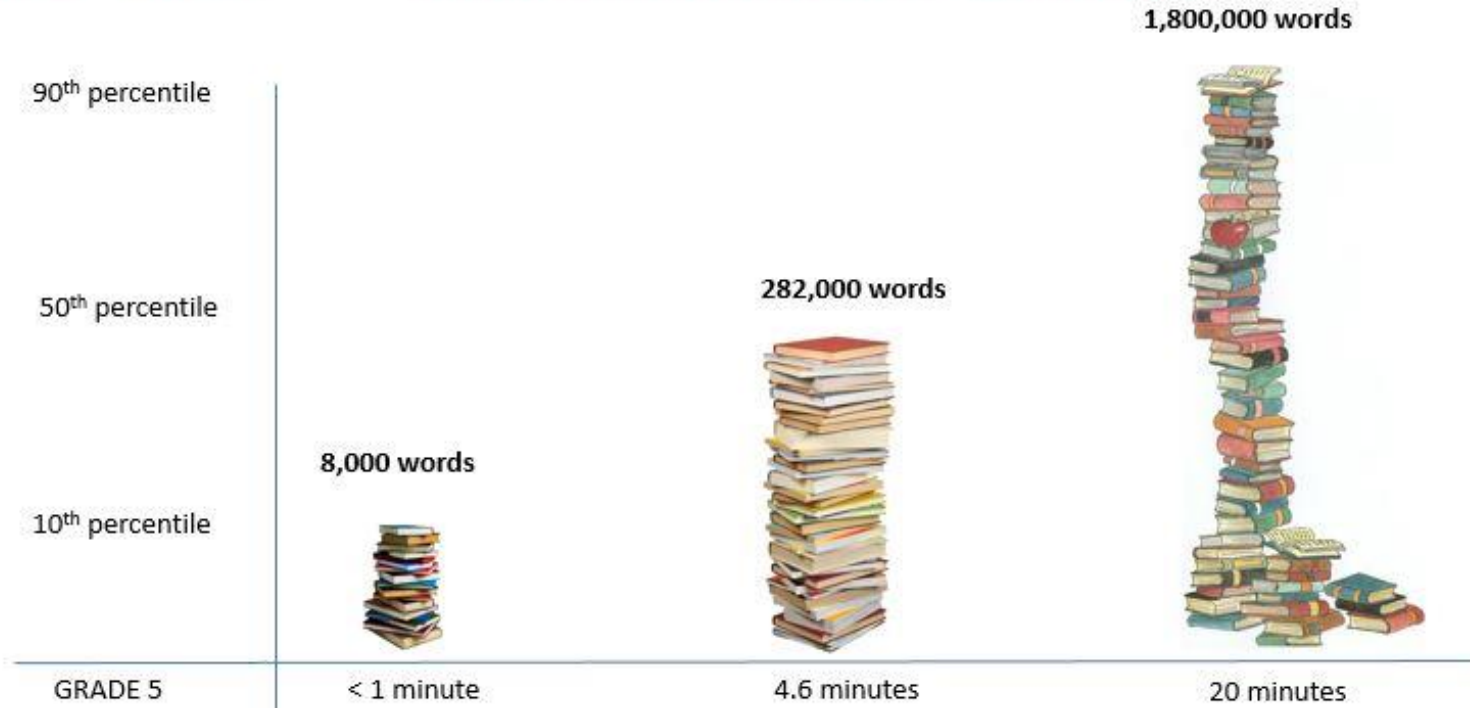 1,800,000 words
90th percentile
50th percentile
282,000 words
8,000 words
10th percentile
GRADE 5 < 1 minute 4.6 minutes 20 minutes